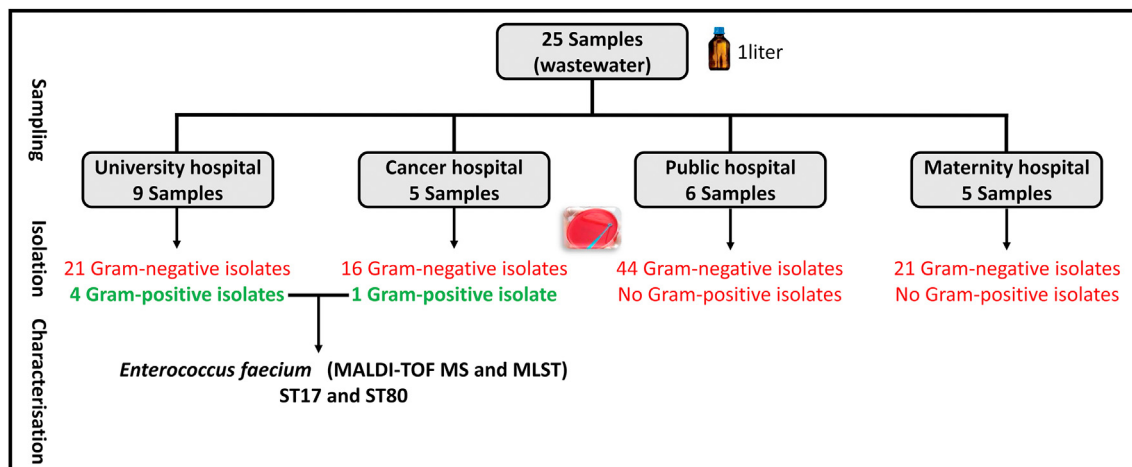 25 Samples
(wastewater)
1liter
Sampling
University hospital
9 Samples
Cancer hospital
5 Samples
Public hospital
6 Samples
Maternity hospital
5 Samples
Isolation
21 Gram-negative isolates
4 Gram-positive isolates
16 Gram-negative isolates
1 Gram-positive isolate
44 Gram-negative isolates
No Gram-positive isolates
21 Gram-negative isolates
No Gram-positive isolates
Characterisation
Enterococcus faecium (MALDI-TOF MS and MLST)
ST17 and ST80